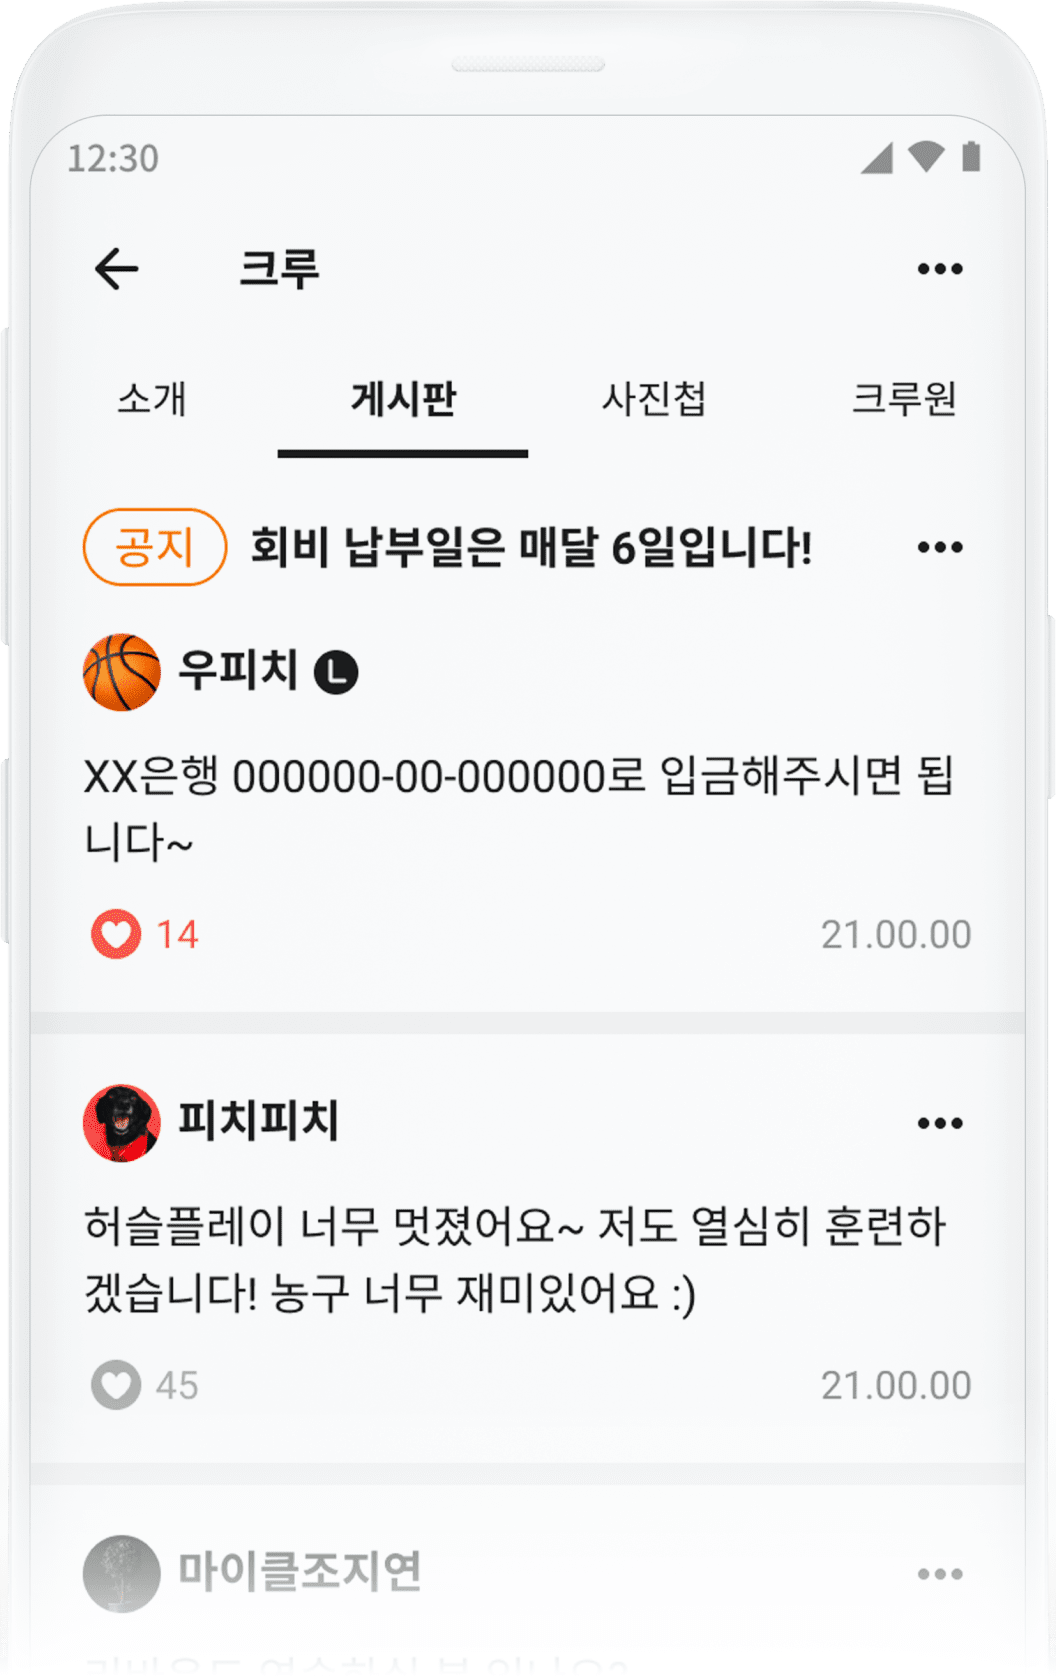 12:30
크루
소개 게시판 사진첩 크루원
공지 회비 납부일은 매달 6일입니다!
우피치 L
XX은행 000000-00-000000로 입금해주시면 됩
니다~
14 21.00.00
피치피치
허슬플레이 너무 멋졌어요~ 저도 열심히 훈련하
겠습니다! 농구 너무 재미있어요 :)
45 21.00.00
마이클조지연